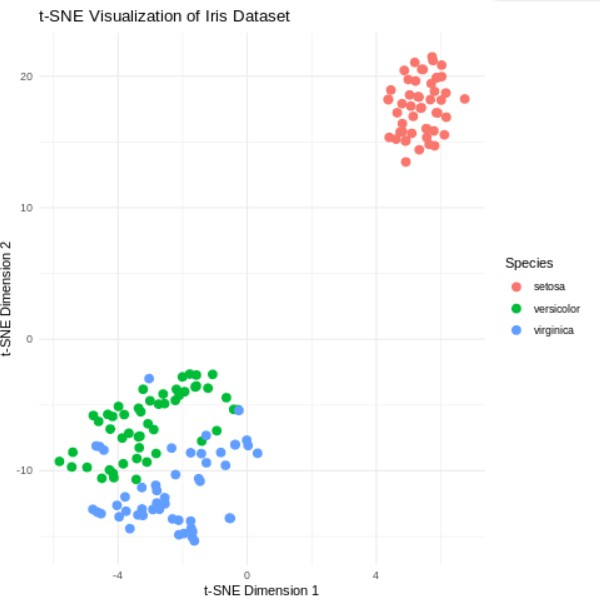 t-SNE Visualization of Iris Dataset
t-SNE Dimension 2
20
10
0
-10
-4
0
4
t-SNE Dimension 1
Species
setosa
versicolor
virginica